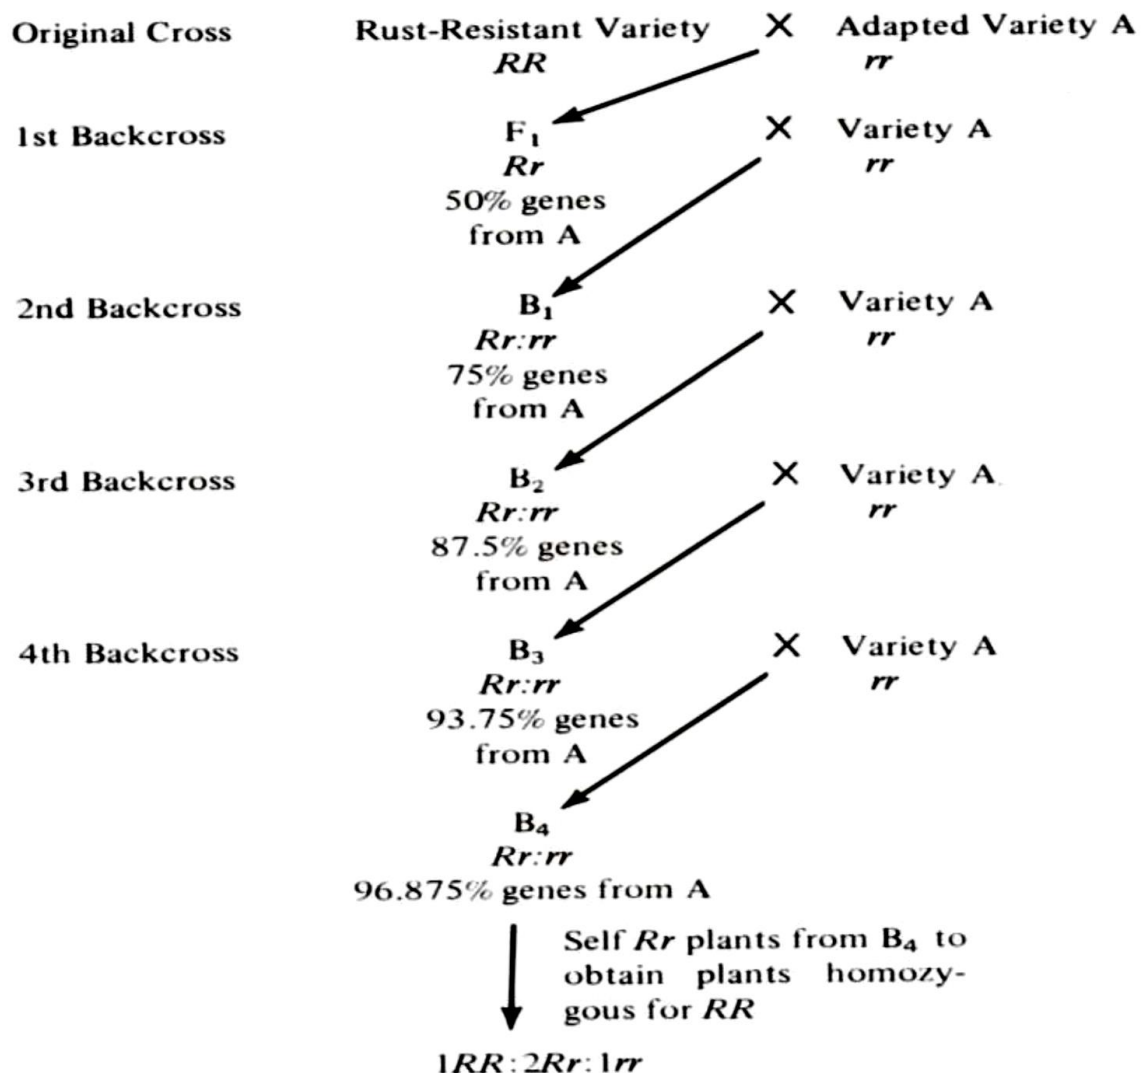 Original Cross Rust-Resistant Variety X Adapted Variety A
RR rr
1st Backcross F₁ X Variety A
Rr rr
50% genes
from A
2nd Backcross B₁ X Variety A
Rr:rr rr
75% genes
from A
3rd Backcross B₂ X Variety A
Rr:rr rr
87.5% genes
from A
4th Backcross B₃ X Variety A
Rr:rr rr
93.75% genes
from A
B₄
Rr:rr
96.875% genes from A
Self Rr plants from B₄ to
obtain plants homozy-
gous for RR
1RR:2Rr:1rr